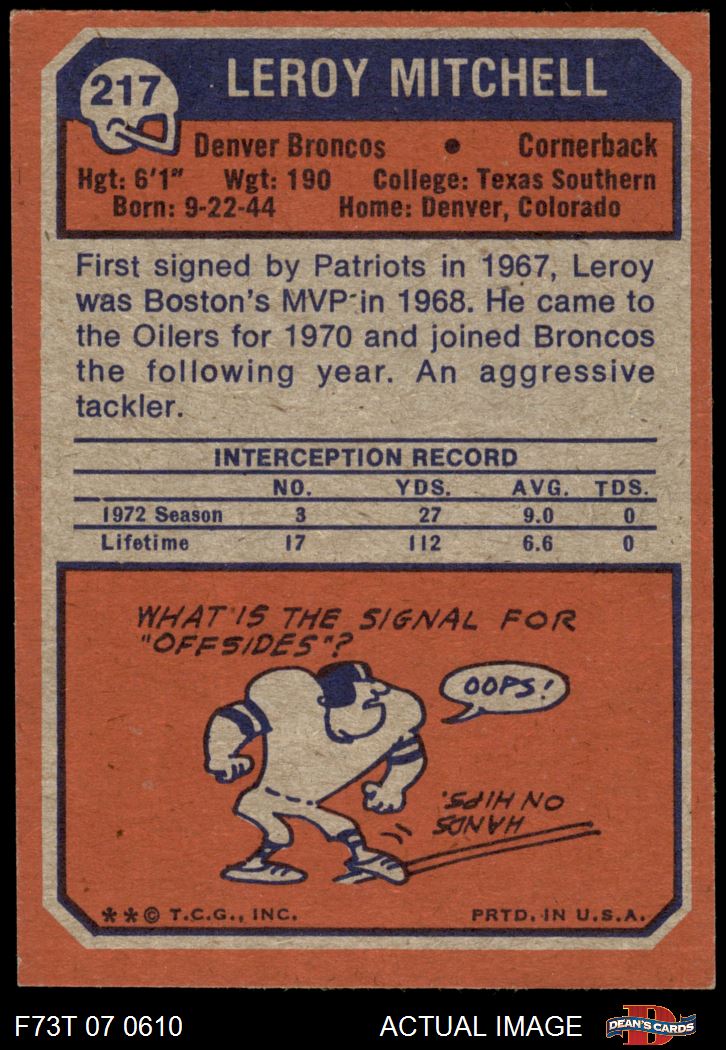 217
LEROY MITCHELL
Denver Broncos • Cornerback
Hgt: 6'1" Wgt: 190 College: Texas Southern
Born: 9-22-44 Home: Denver, Colorado
First signed by Patriots in 1967, Leroy
was Boston's MVP in 1968. He came to
the Oilers for 1970 and joined Broncos
the following year. An aggressive
tackler.
INTERCEPTION RECORD
NO. YDS. AVG. TDS.
1972 Season 3 27 9.0 0
Lifetime 17 112 6.6 0
WHAT IS THE SIGNAL FOR
"OFFSIDES"?
OOPS!
HANDS
ON HIPS.
**© T.C.G., INC. PRTD. IN U.S.A.
F73T 07 0610 ACTUAL IMAGE D DEAN'S CARDS